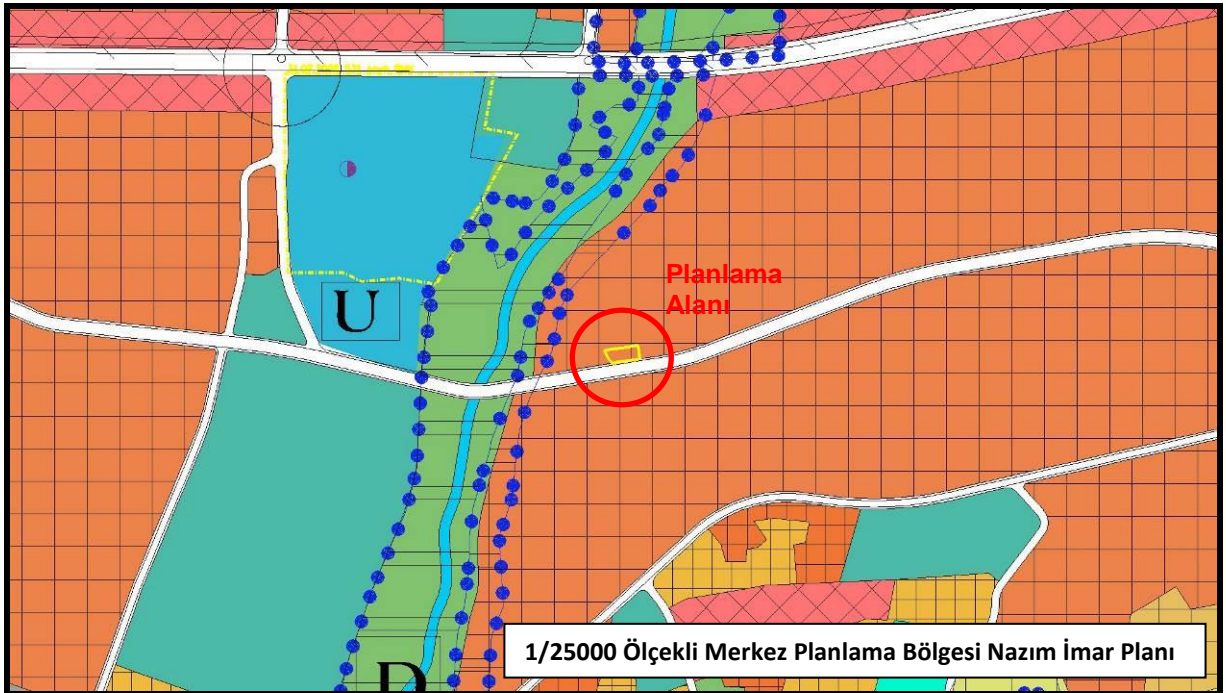 Planlama
Alanı
U
D
1/25000 Ölçekli Merkez Planlama Bölgesi Nazım İmar Planı